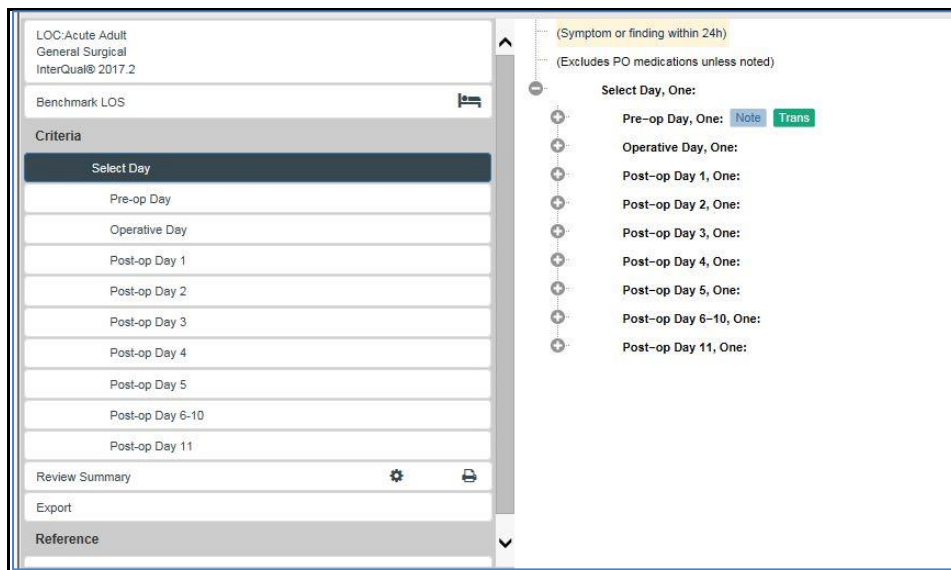 LOC:Acute Adult
General Surgical
InterQual® 2017.2
Benchmark LOS
Criteria
Select Day
Pre-op Day
Operative Day
Post-op Day 1
Post-op Day 2
Post-op Day 3
Post-op Day 4
Post-op Day 5
Post-op Day 6-10
Post-op Day 11
Review Summary
Export
Reference
(Symptom or finding within 24h)
(Excludes PO medications unless noted)
Select Day, One:
Pre-op Day, One: Note Trans
Operative Day, One:
Post-op Day 1, One:
Post-op Day 2, One:
Post-op Day 3, One:
Post-op Day 4, One:
Post-op Day 5, One:
Post-op Day 6-10, One:
Post-op Day 11, One: